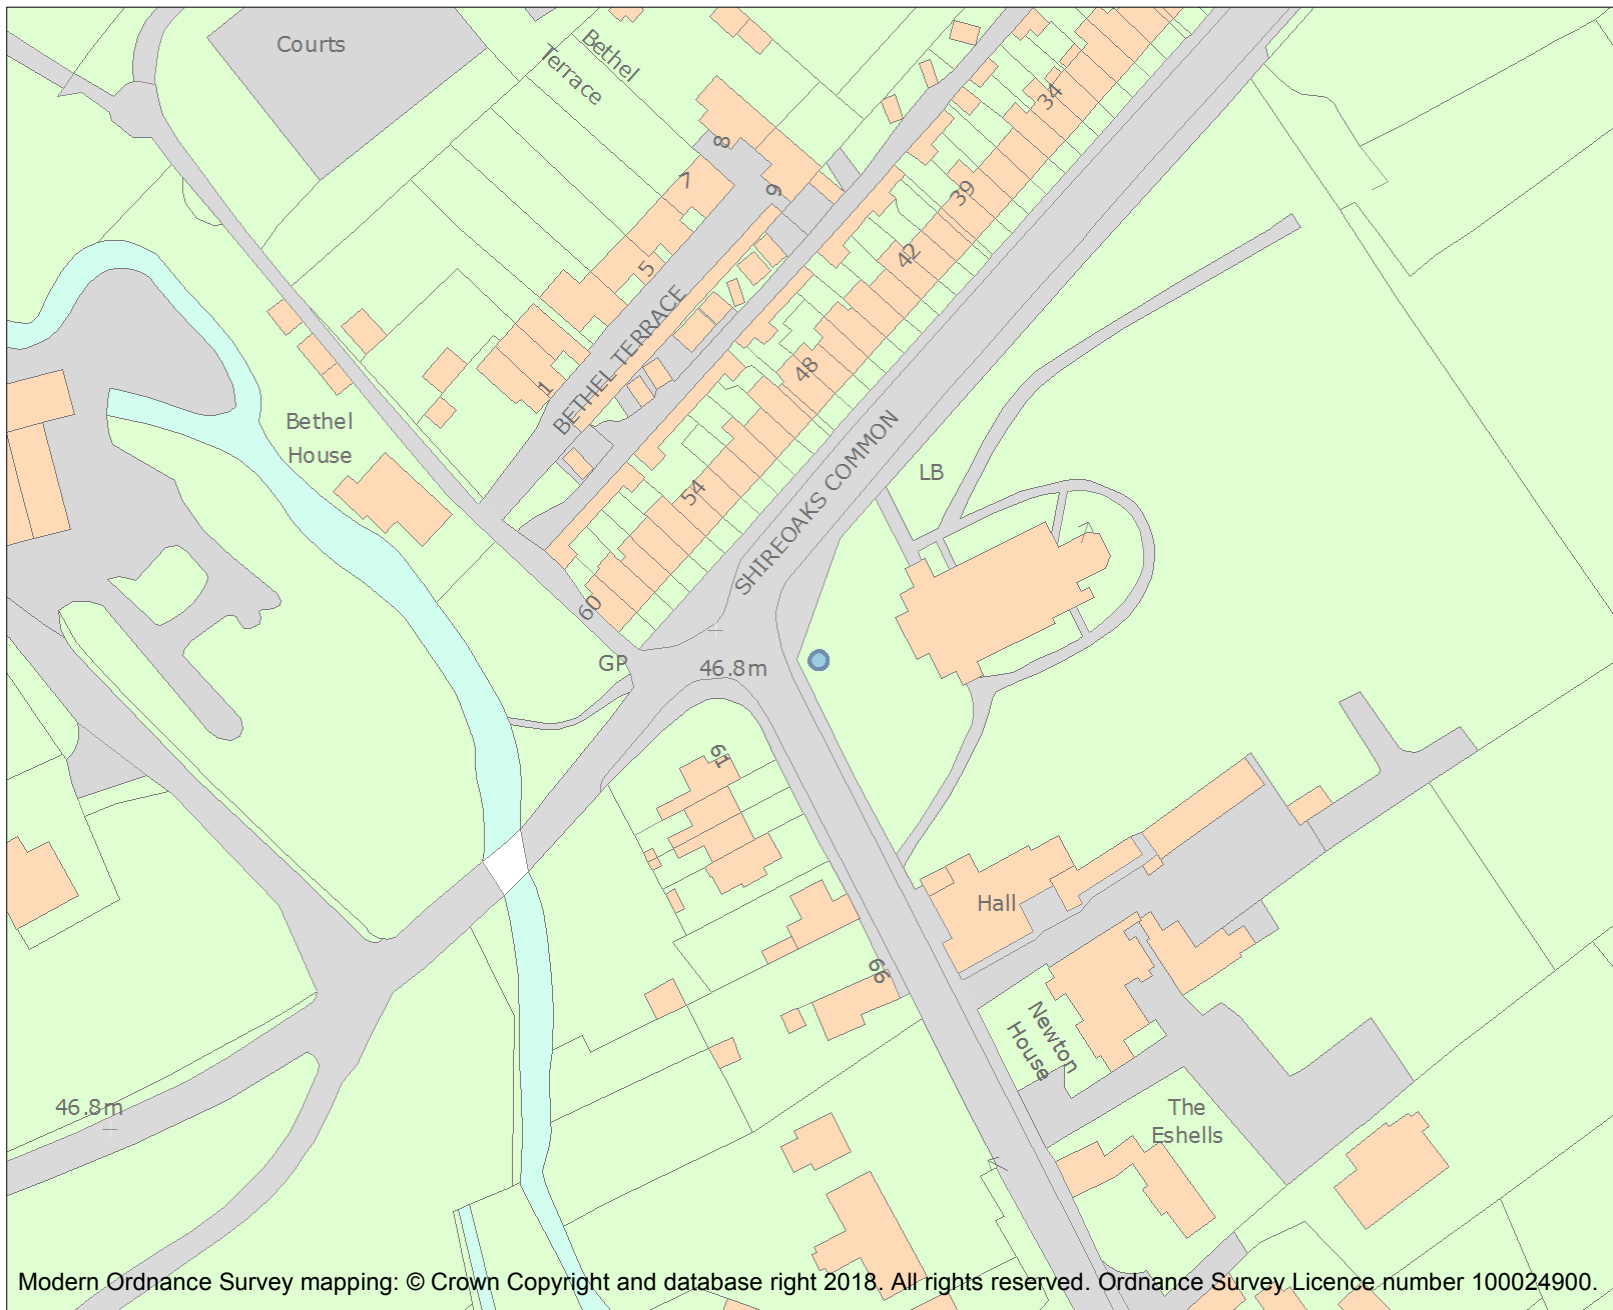 Courts
Bethel
Terrace
34
8
7
9
39
5
42
BETHEL TERRACE
48
1
Bethel
House
SHIREOAKS COMMON
LB
54
60
GP
46.8m
61
Hall
66
Newton
House
46.8m
The
Eshells
Modern Ordnance Survey mapping: © Crown Copyright and database right 2018. All rights reserved. Ordnance Survey Licence number 100024900.